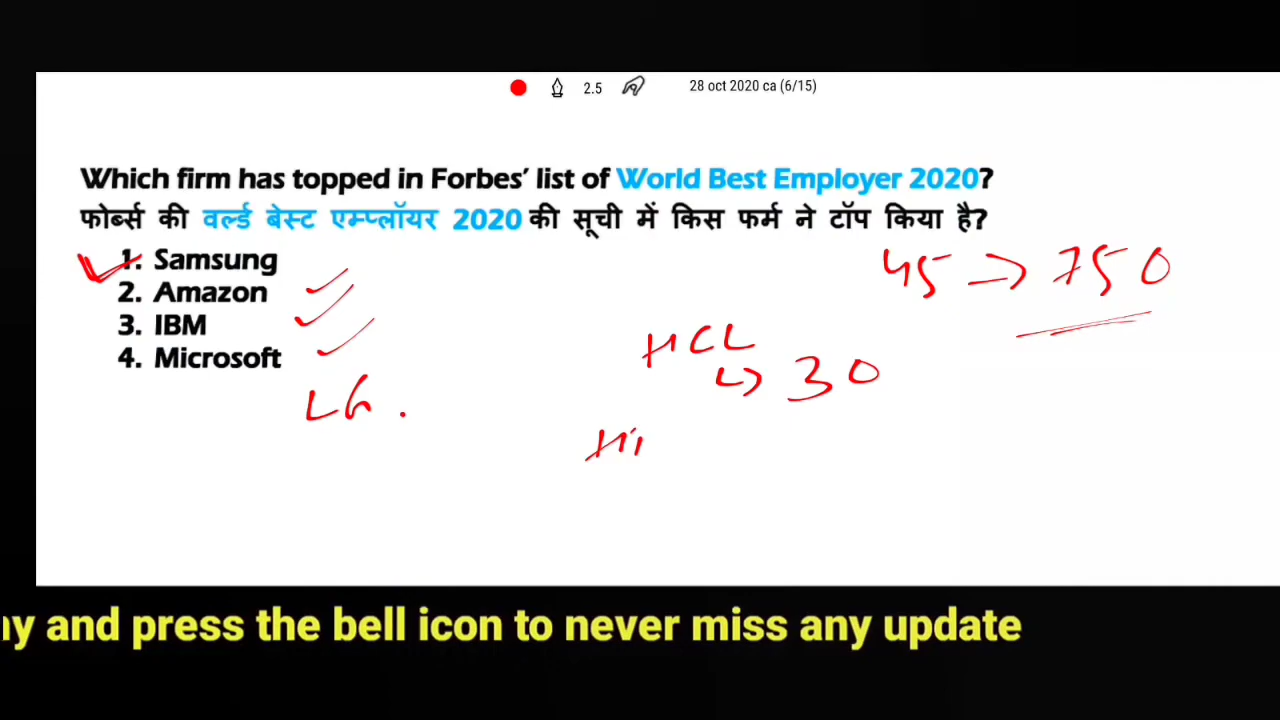 2.5 28 oct 2020 ca (6/15)
Which firm has topped in Forbes’ list of World Best Employer 2020?
फोर्ब्स की वर्ल्ड बेस्ट एम्प्लॉयर 2020 की सूची में किस फर्म ने टॉप किया है?
1. Samsung
2. Amazon
3. IBM
4. Microsoft
45 → 750
HCL
↳ 30
LG.
Hi
and press the bell icon to never miss any update